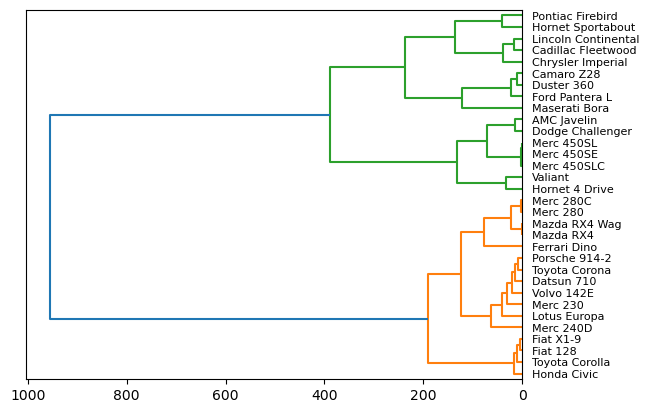 Pontiac Firebird
Hornet Sportabout
Lincoln Continental
Cadillac Fleetwood
Chrysler Imperial
Camaro Z28
Duster 360
Ford Pantera L
Maserati Bora
AMC Javelin
Dodge Challenger
Merc 450SL
Merc 450SE
Merc 450SLC
Valiant
Hornet 4 Drive
Merc 280C
Merc 280
Mazda RX4 Wag
Mazda RX4
Ferrari Dino
Porsche 914-2
Toyota Corona
Datsun 710
Volvo 142E
Merc 230
Lotus Europa
Merc 240D
Fiat X1-9
Fiat 128
Toyota Corolla
Honda Civic
1000 800 600 400 200 0